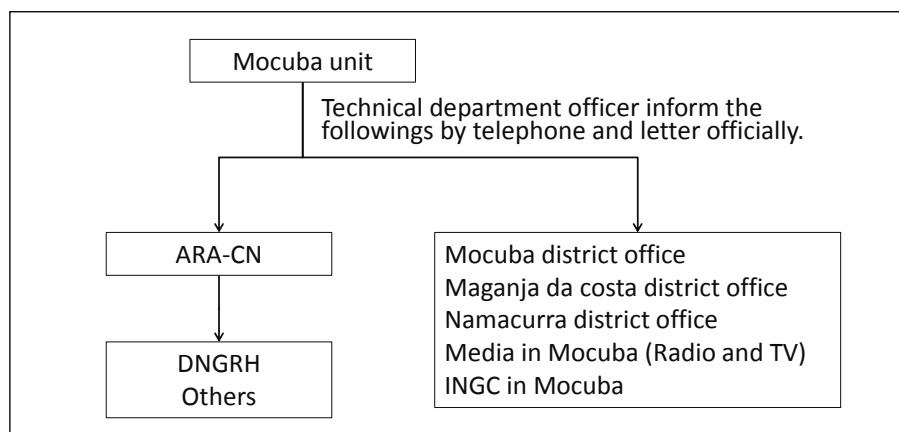 Mocuba unit
Technical department officer inform the
followings by telephone and letter officially.
ARA-CN
DNGRH
Others
Mocuba district office
Maganja da costa district office
Namacurra district office
Media in Mocuba (Radio and TV)
INGC in Mocuba